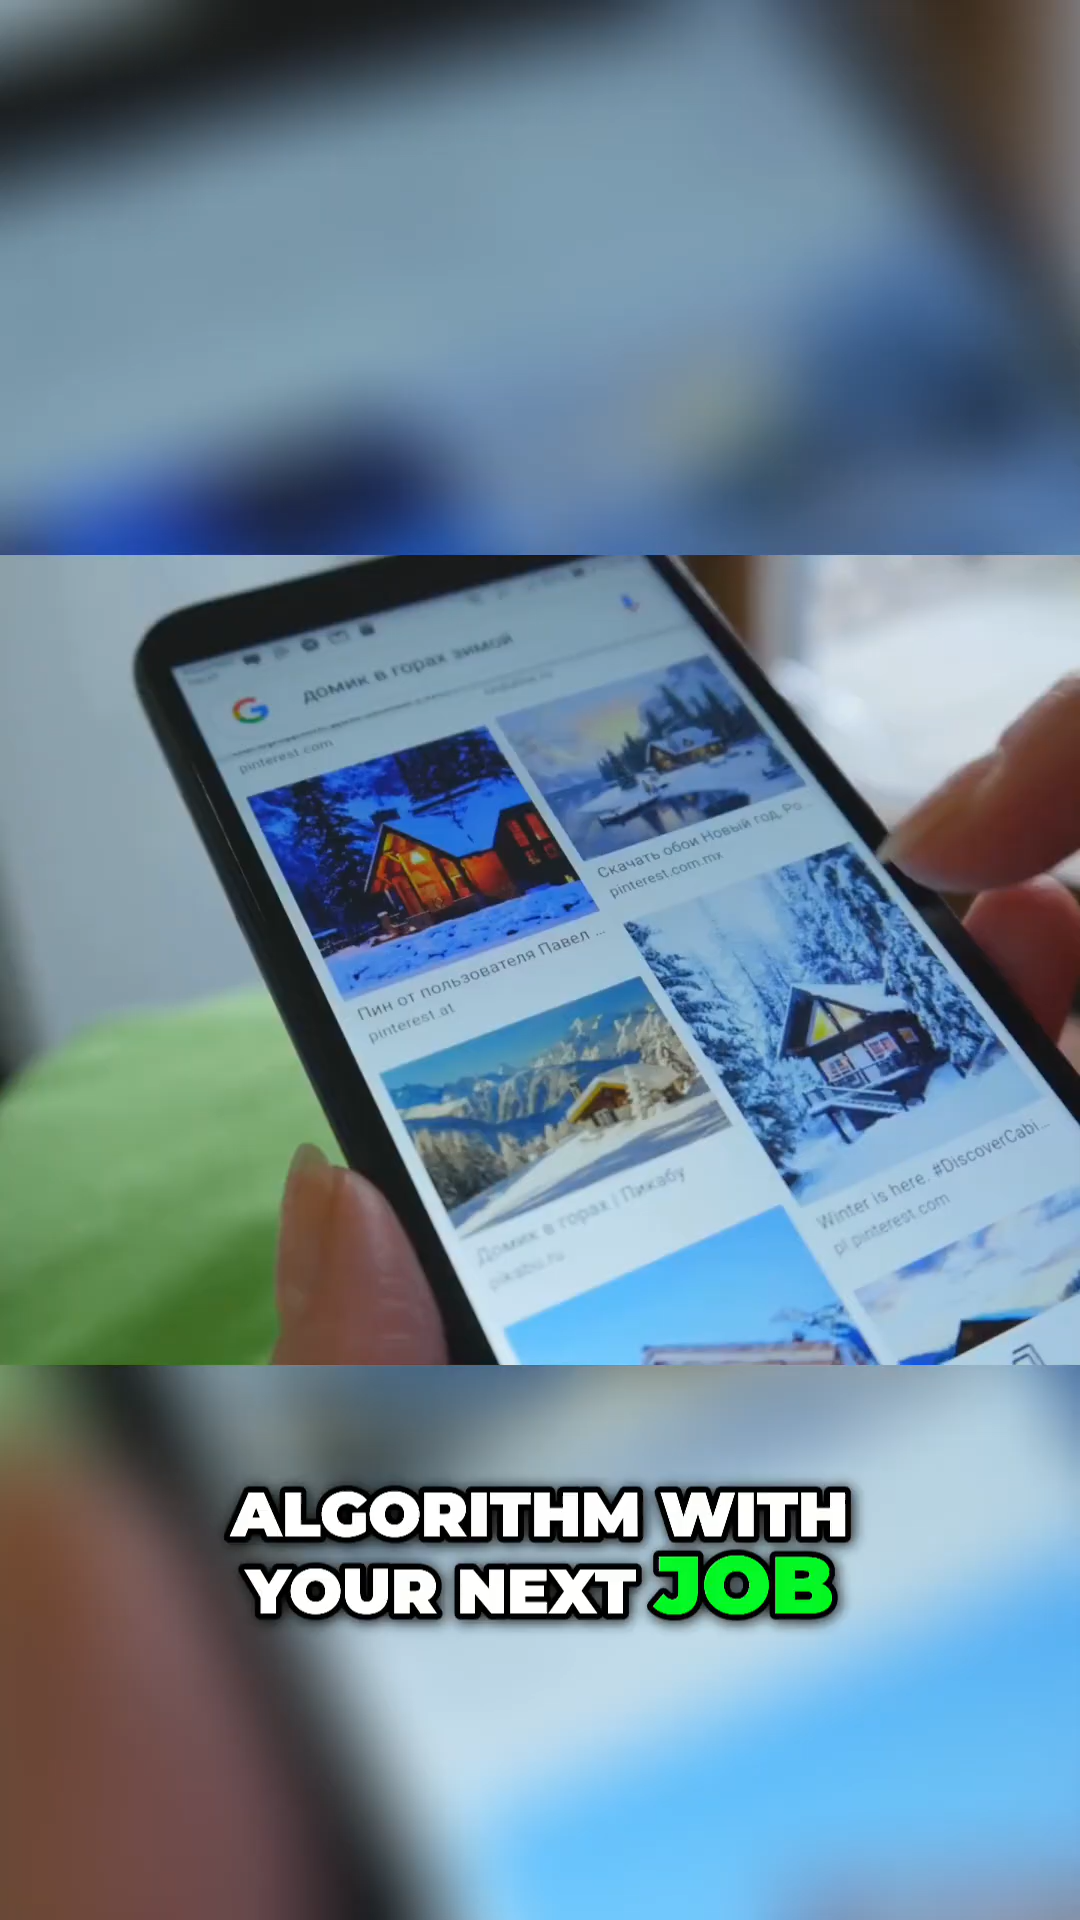 домик в горах зимой
pinterest.com
Скачать обои Новый год, Ро...
pinterest.com.mx
Пин от пользователя Павел ...
pinterest.at
Winter is here. #DiscoverCabi...
pl.pinterest.com
Домик в горах | Пикабу
pikabu.ru
ALGORITHM WITH
YOUR NEXT JOB